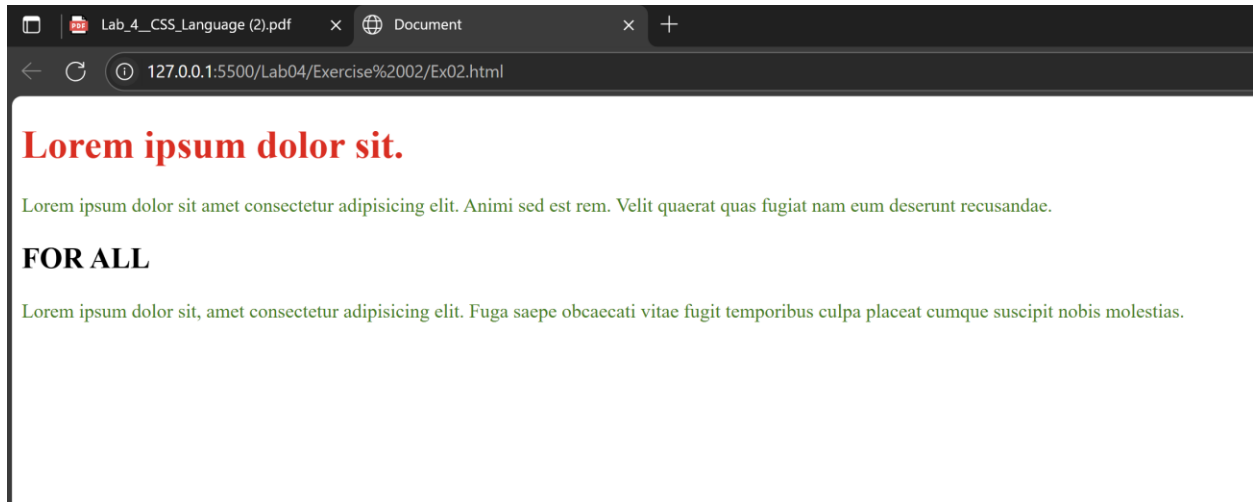 Lab_4__CSS_Language (2).pdf
Document
127.0.0.1:5500/Lab04/Exercise%2002/Ex02.html
Lorem ipsum dolor sit.
Lorem ipsum dolor sit amet consectetur adipisicing elit. Animi sed est rem. Velit quaerat quas fugiat nam eum deserunt recusandae.
FOR ALL
Lorem ipsum dolor sit, amet consectetur adipisicing elit. Fuga saepe obcaecati vitae fugit temporibus culpa placeat cumque suscipit nobis molestias.